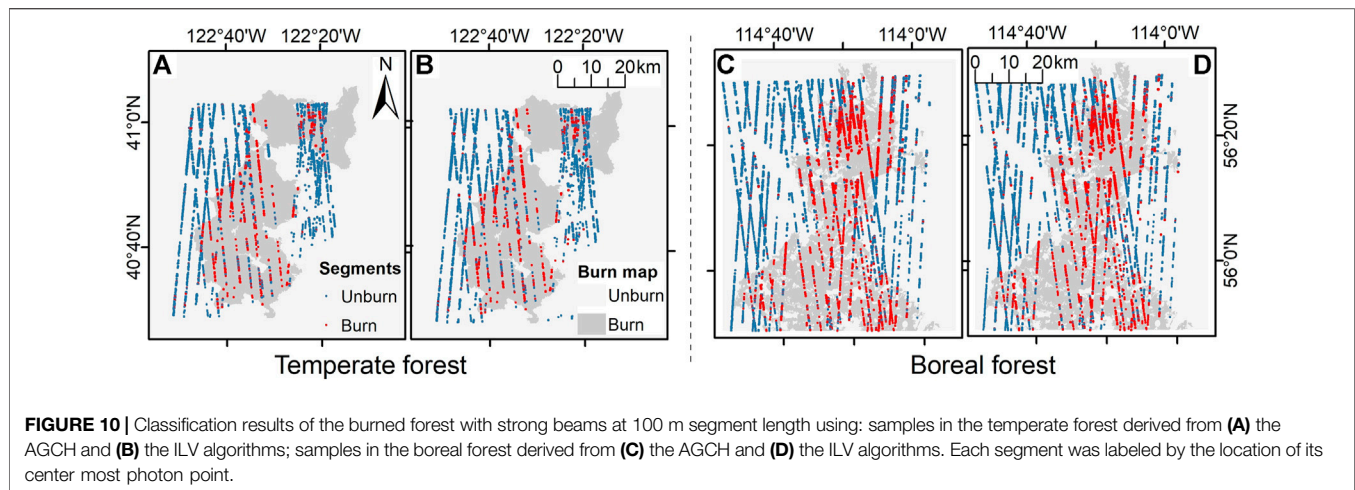 122°40'W 122°20'W
122°40'W 122°20'W
114°40'W 114°0'W
114°40'W 114°0'W
A
N
B
0 10 20km
C
0 10 20km
D
41°0'N
40°40'N
56°20'N
56°0'N
Segments
Unburn
Burn
Burn map
Unburn
Burn
Temperate forest
Boreal forest
FIGURE 10 | Classification results of the burned forest with strong beams at 100 m segment length using: samples in the temperate forest derived from (A) the
AGCH and (B) the ILV algorithms; samples in the boreal forest derived from (C) the AGCH and (D) the ILV algorithms. Each segment was labeled by the location of its
center most photon point.